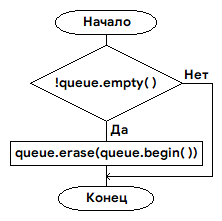 Начало
!queue.empty( )
Нет
Да
queue.erase(queue.begin( ))
Конец